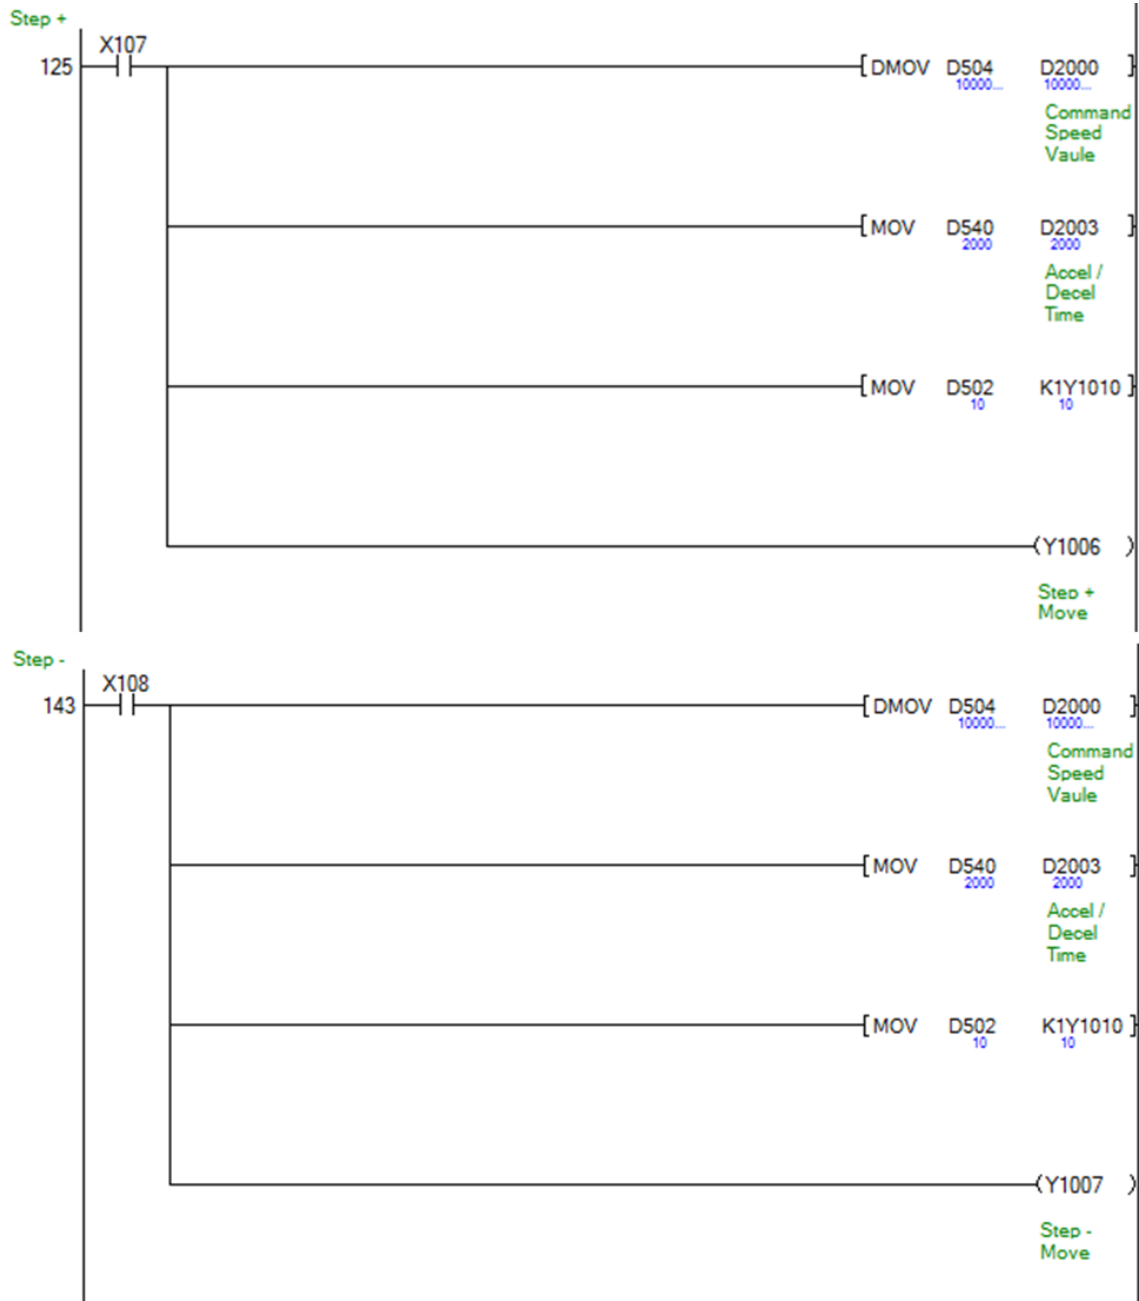 Step +
X107
125
[DMOV D504 D2000 ]
10000... 10000...
Command
Speed
Vaule
[MOV D540 D2003 ]
2000 2000
Accel /
Decel
Time
[MOV D502 K1Y1010 ]
10 10
(Y1006 )
Step +
Move
Step -
X108
143
[DMOV D504 D2000 ]
10000... 10000...
Command
Speed
Vaule
[MOV D540 D2003 ]
2000 2000
Accel /
Decel
Time
[MOV D502 K1Y1010 ]
10 10
(Y1007 )
Step -
Move